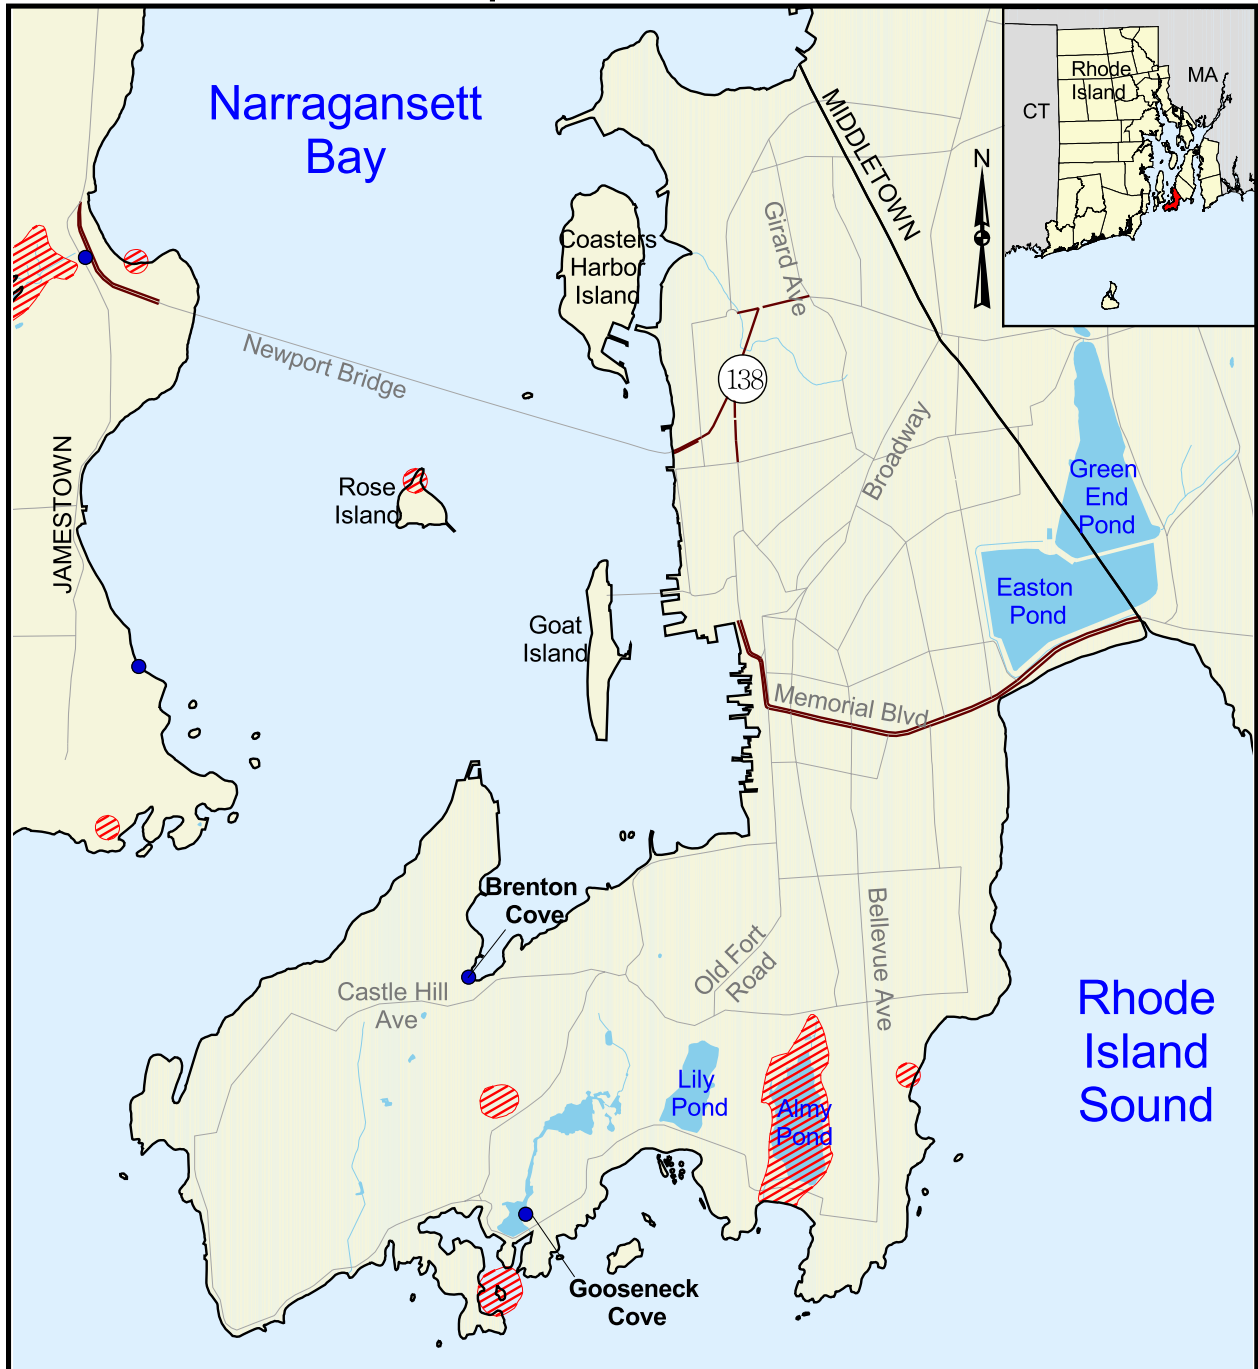 Narragansett
Bay
MIDDLETOWN
Rhode
Island
MA
CT
N
Girard Ave
Coasters
Harbor
Island
Newport Bridge
138
Broadway
JAMESTOWN
Rose
Island
Green
End
Pond
Easton
Pond
Goat
Island
Memorial Blvd
Brenton
Cove
Bellevue Ave
Old Fort
Road
Castle Hill
Ave
Rhode
Island
Sound
Lily
Pond
Almy
Pond
Gooseneck
Cove